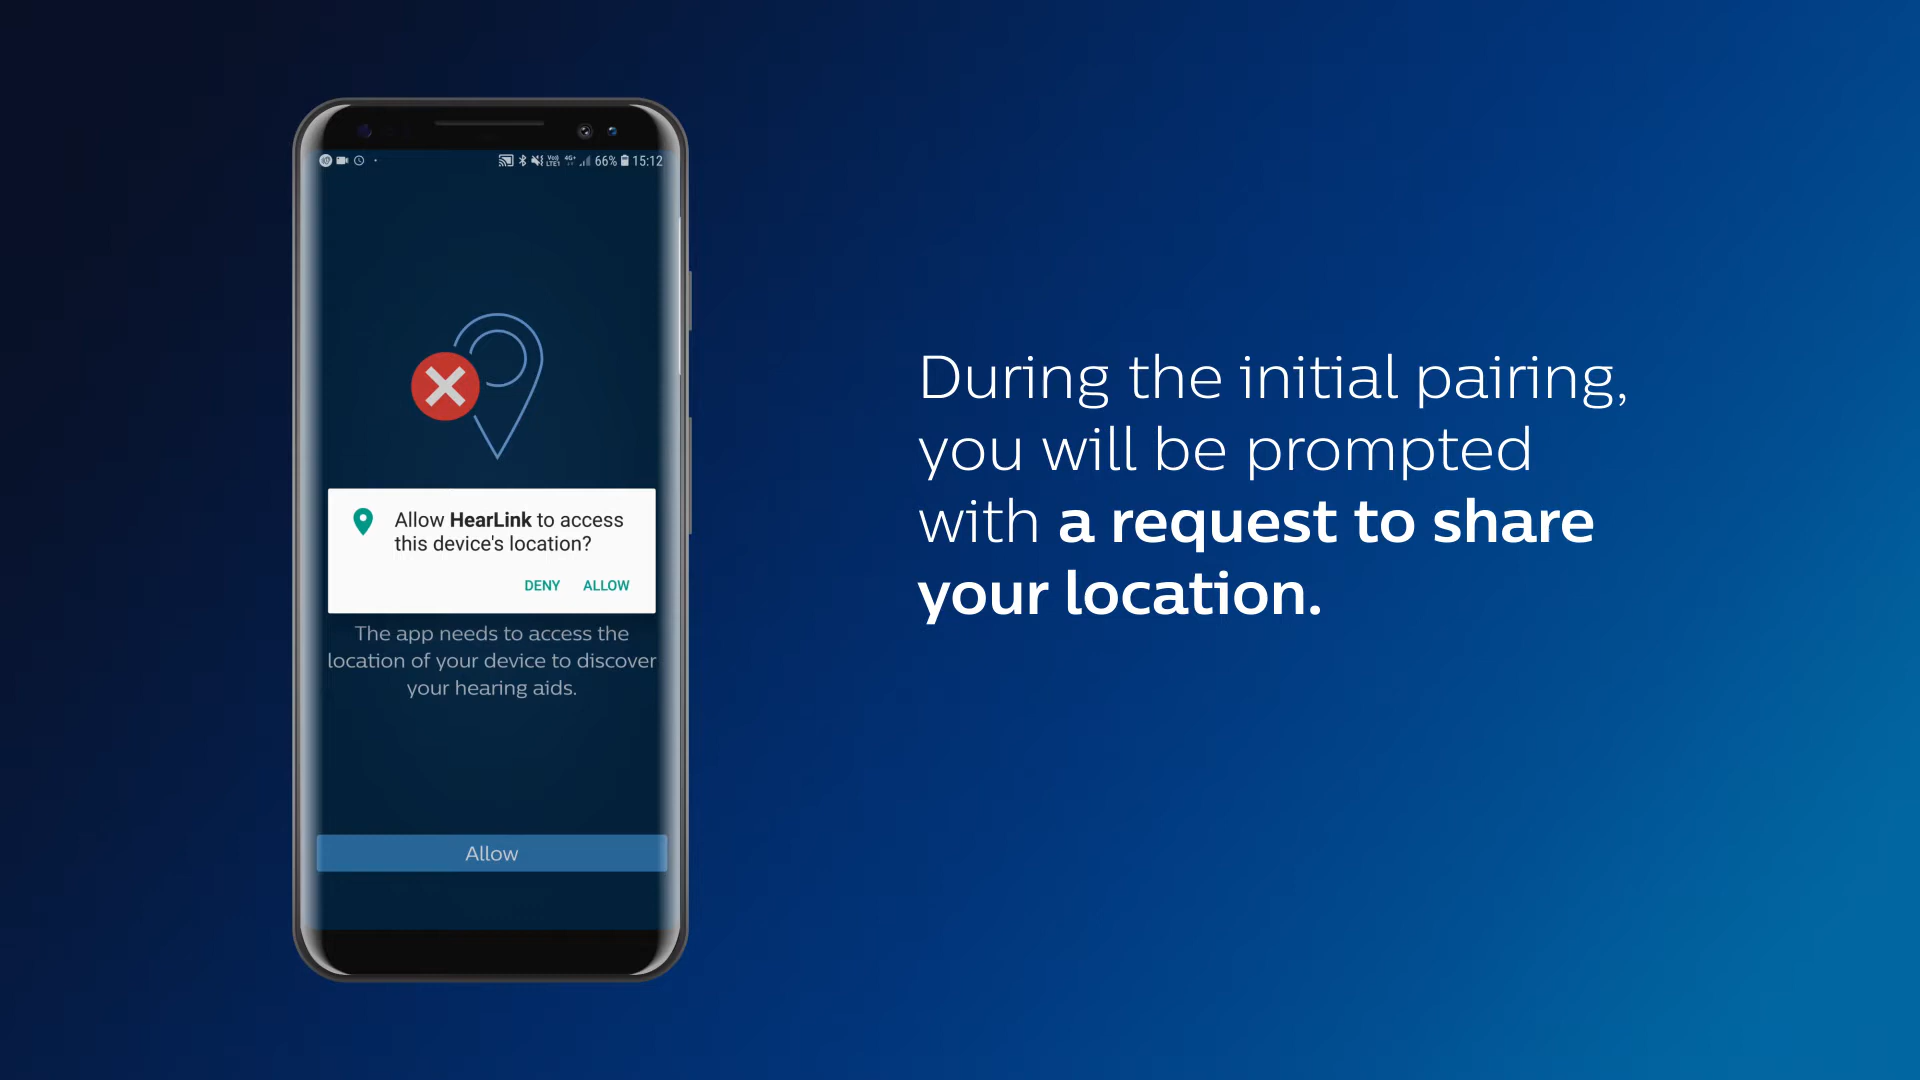 66% 15:12
Allow HearLink to access
this device's location?
DENY ALLOW
The app needs to access the
location of your device to discover
your hearing aids.
Allow
During the initial pairing,
you will be prompted
with a request to share
your location.